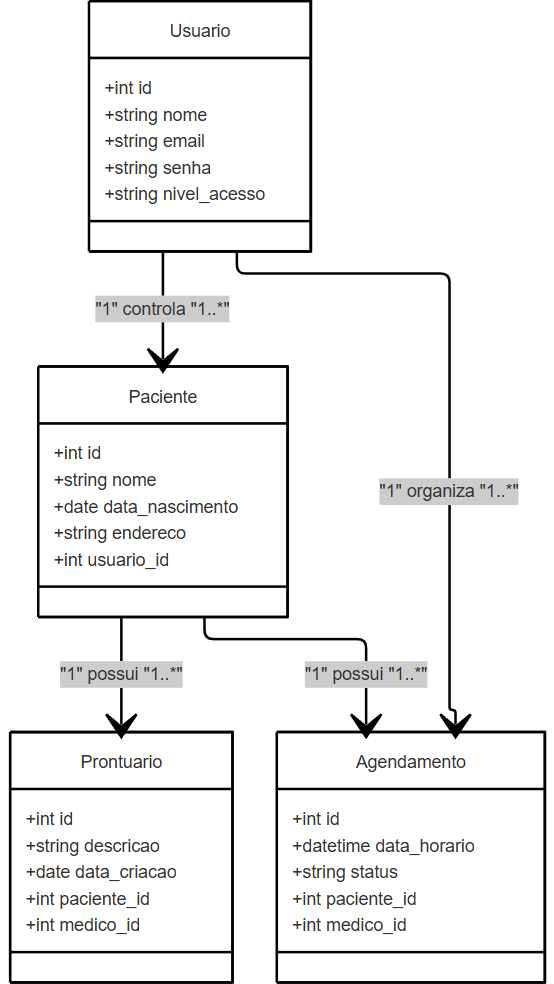 Usuario
+int id
+string nome
+string email
+string senha
+string nivel_acesso
"1" controla "1..*"
Paciente
+int id
+string nome
+date data_nascimento
+string endereco
+int usuario_id
"1" organiza "1..*"
"1" possui "1..*"
"1" possui "1..*"
Prontuario
+int id
+string descricao
+date data_criacao
+int paciente_id
+int medico_id
Agendamento
+int id
+datetime data_horario
+string status
+int paciente_id
+int medico_id